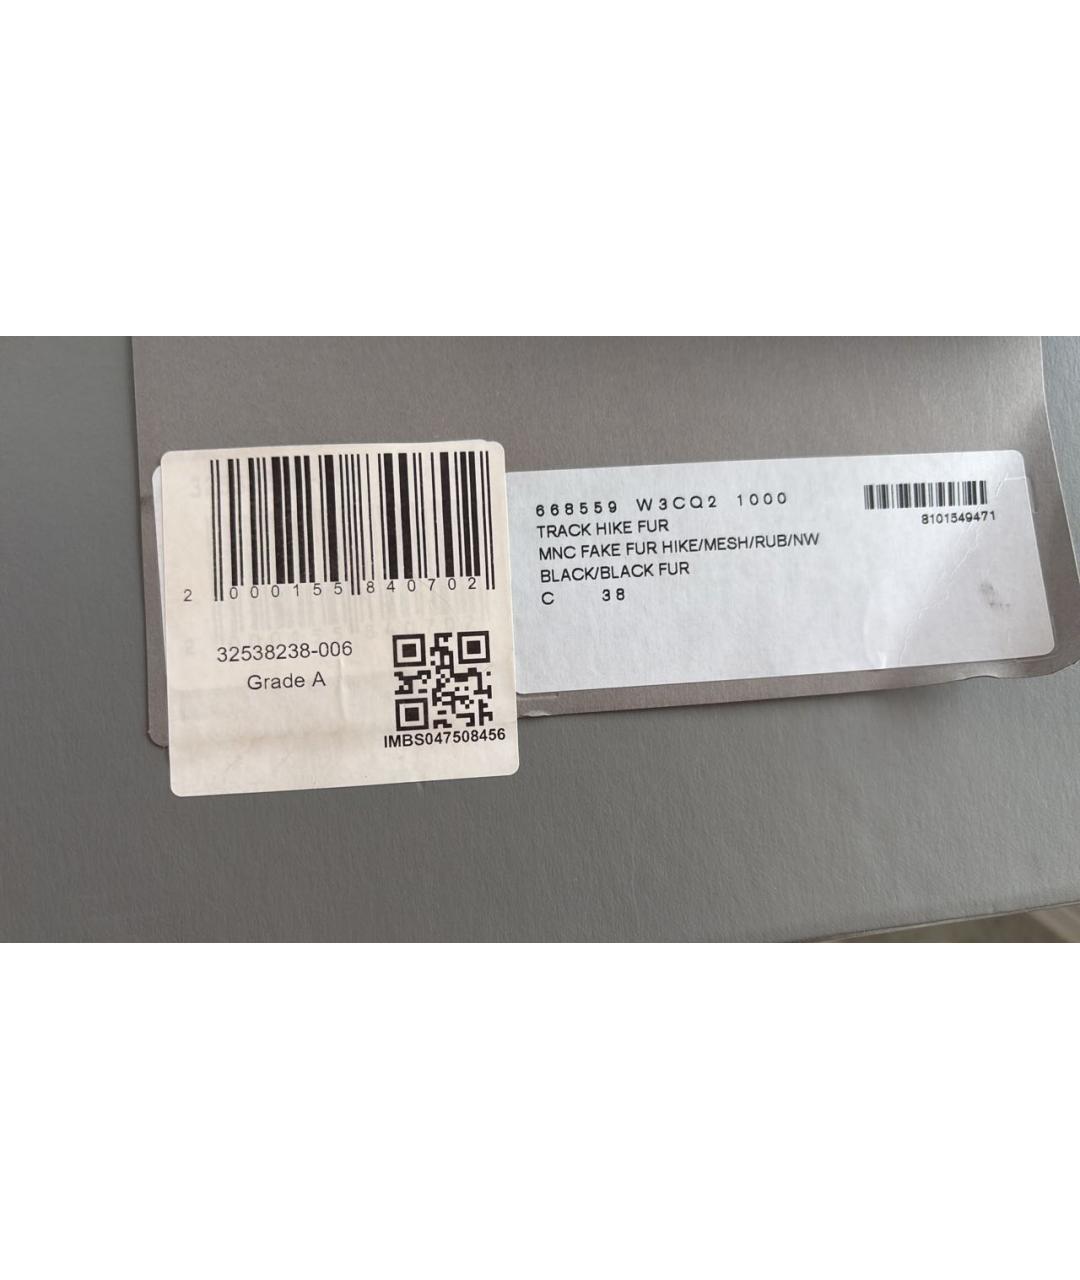 2 000155 840702
32538238-006
Grade A
IMBS047508456
668559 W3CQ2 1000
TRACK HIKE FUR
MNC FAKE FUR HIKE/MESH/RUB/NW
BLACK/BLACK FUR
C 38
8101549471